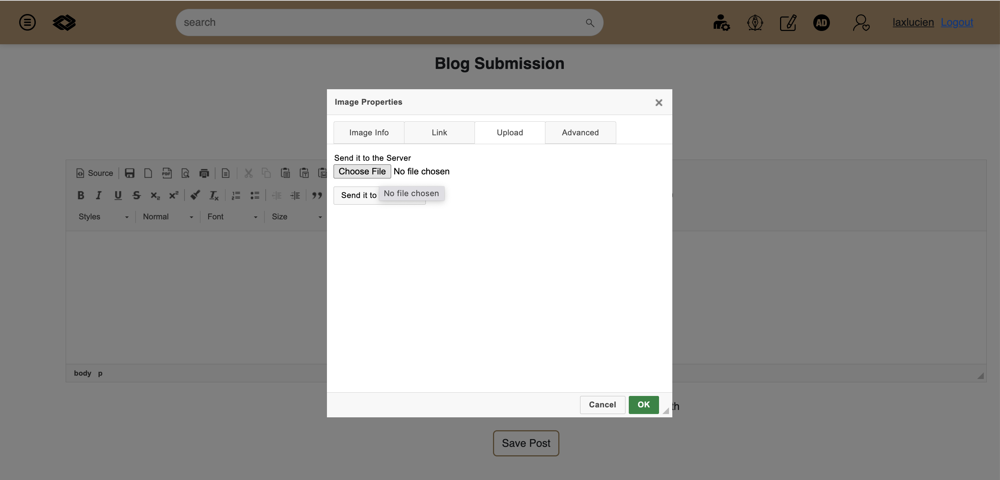 search
AD
laxlucien Logout
Blog Submission
Image Properties
Image Info Link Upload Advanced
Send it to the Server
Choose File No file chosen
Send it to
No file chosen
Source
PDF
Styles Normal Font Size
body p
Cancel OK
th
Save Post